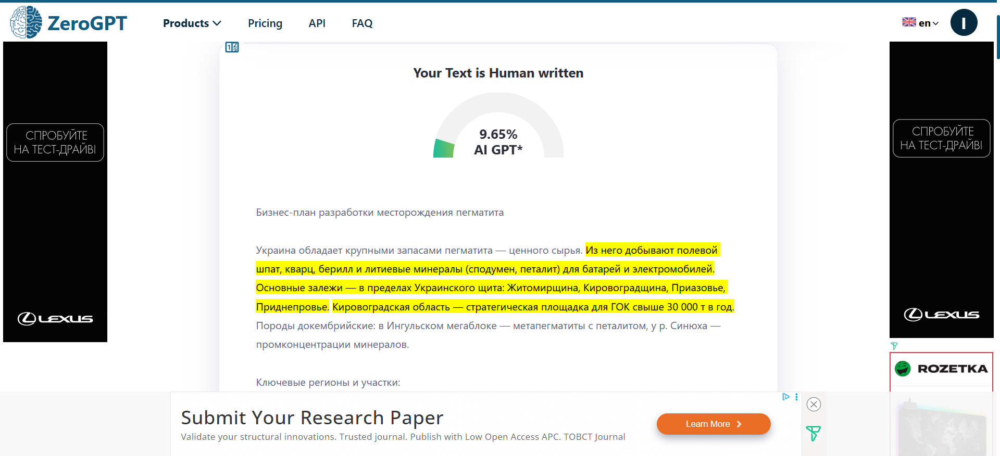 ZeroGPT
Products
Pricing
API
FAQ
en
I
Your Text is Human written
9.65%
AI GPT*
Бизнес-план разработки месторождения пегматита
Украина обладает крупными запасами пегматита — ценного сырья. Из него добывают полевой
шпат, кварц, берилл и литиевые минералы (сподумен, петалит) для батарей и электромобилей.
Основные залежи — в пределах Украинского щита: Житомирщина, Кировоградщина, Приазовье,
Приднепровье. Кировоградская область — стратегическая площадка для ГОК свыше 30 000 т в год.
Породы докембрийские: в Ингульском мегаблоке — метапегматиты с петалитом, у р. Синюха —
промконцентрации минералов.
Ключевые регионы и участки:
СПРОБУЙТЕ
НА ТЕСТ-ДРАЙВІ
LEXUS
СПРОБУЙТЕ
НА ТЕСТ-ДРАЙВІ
LEXUS
ROZETKA
Submit Your Research Paper
Validate your structural innovations. Trusted journal. Publish with Low Open Access APC. TOBCT Journal
Learn More